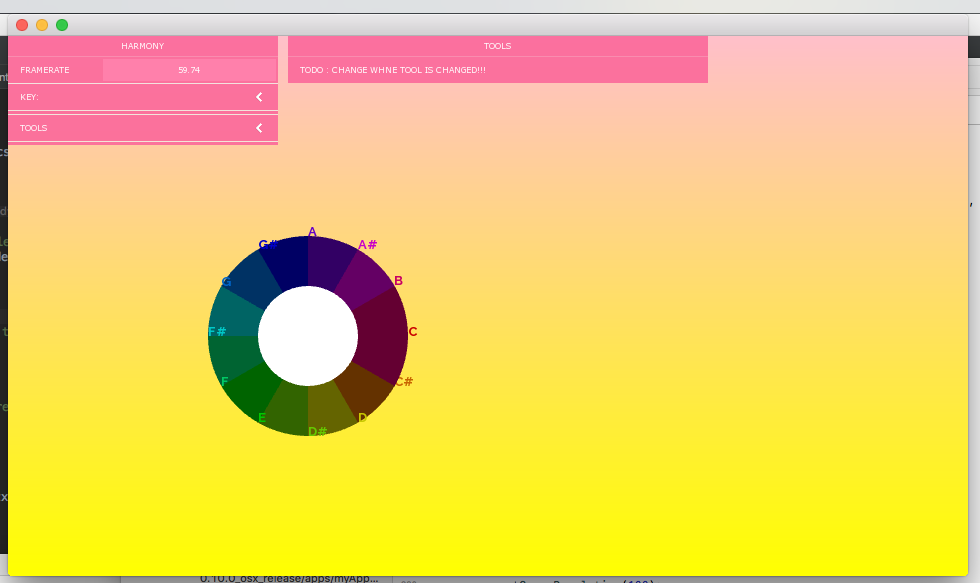 HARMONY
TOOLS
FRAMERATE 59.74
TODO : CHANGE WHNE TOOL IS CHANGED!!!
KEY:
TOOLS
A
G#
A#
G
B
F#
C
F
C#
E
D
D#
0.10.0_osx_release/apps/myApp...